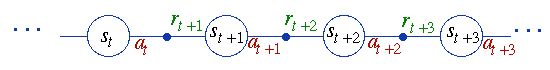 ... s_t a_t r_{t+1} s_{t+1} a_{t+1} r_{t+2} s_{t+2} a_{t+2} r_{t+3} s_{t+3} a_{t+3} ...